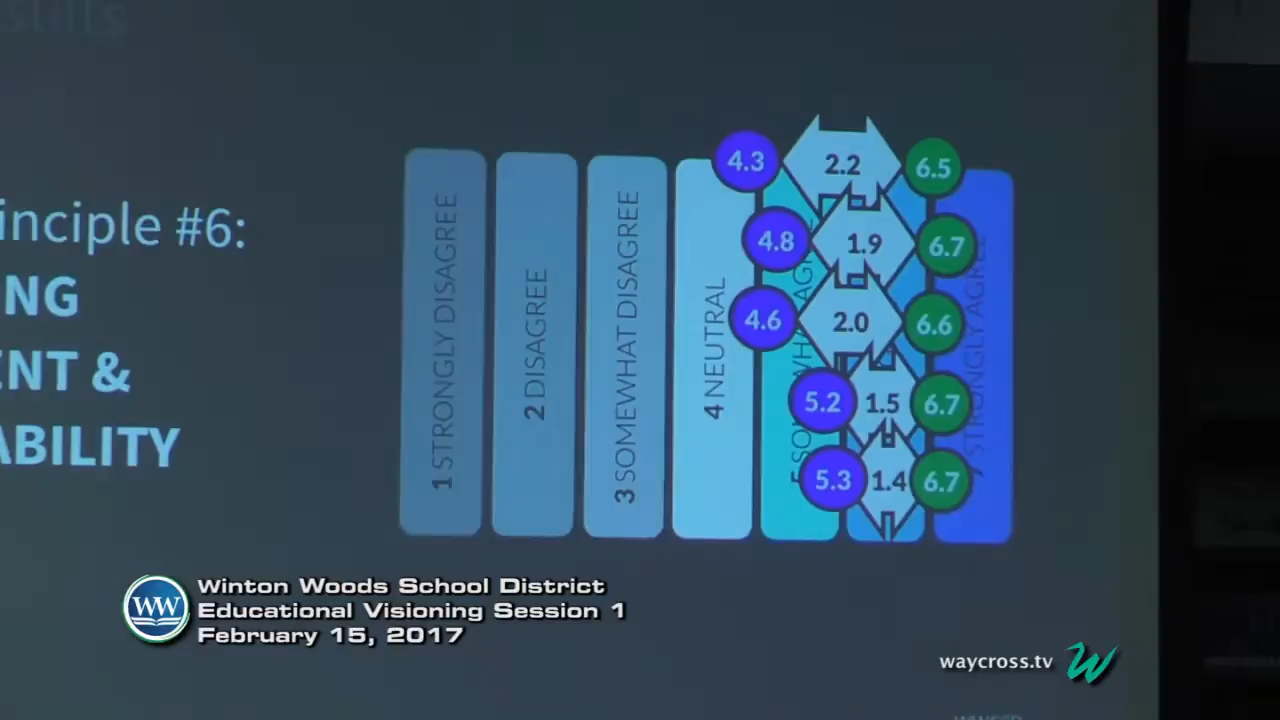 inciple #6:
NG
ENT &
ABILITY
1 STRONGLY DISAGREE
2 DISAGREE
3 SOMEWHAT DISAGREE
4 NEUTRAL
4.3 2.2 6.5
4.8 1.9 6.7
4.6 2.0 6.6
5.2 1.5 6.7
5.3 1.4 6.7
STRONGLY AGREE
WW
Winton Woods School District
Educational Visioning Session 1
February 15, 2017
waycross.tv W